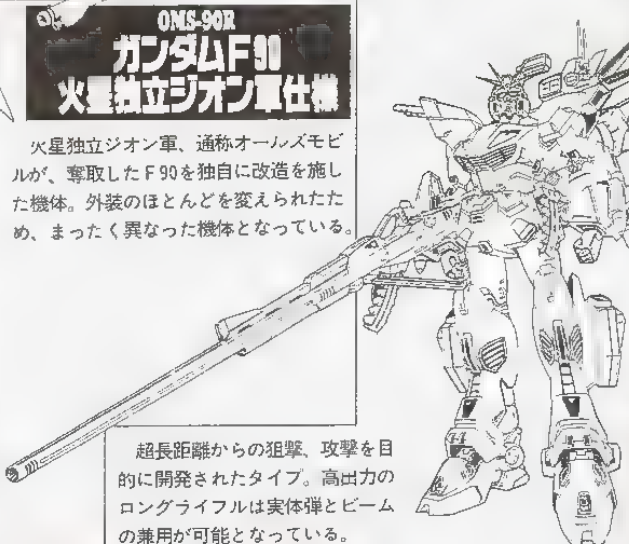 OMS-90R
ガンダムF90
火星独立ジオン軍仕様
火星独立ジオン軍、通称オールズモビ
ルが、奪取したF90を独自に改造を施し
た機体。外装のほとんどを変えられたた
め、まったく異なった機体となっている。
超長距離からの狙撃、攻撃を目
的に開発されたタイプ。高出力の
ロングライフルは実体弾とビーム
の兼用が可能となっている。